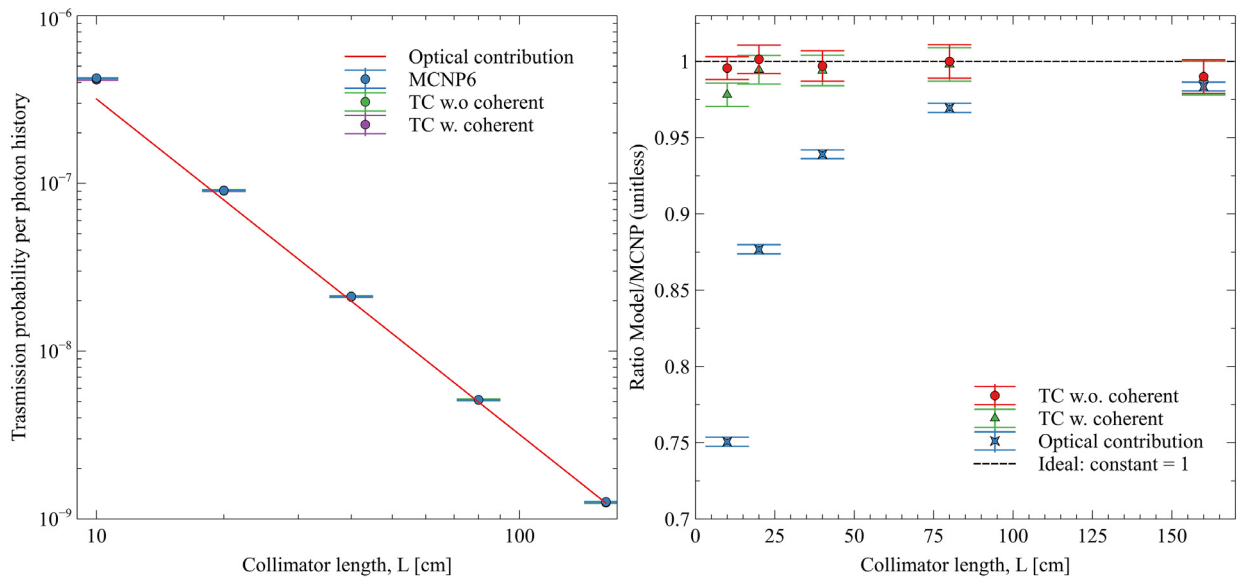 10⁻⁶
10⁻⁷
10⁻⁸
10⁻⁹
Trasmission probability per photon history
Optical contribution
MCNP6
TC w.o coherent
TC w. coherent
10
100
Collimator length, L [cm]
1
0.95
0.9
0.85
0.8
0.75
0.7
Ratio Model/MCNP (unitless)
TC w.o. coherent
TC w. coherent
Optical contribution
Ideal: constant = 1
0
25
50
75
100
125
150
Collimator length, L [cm]